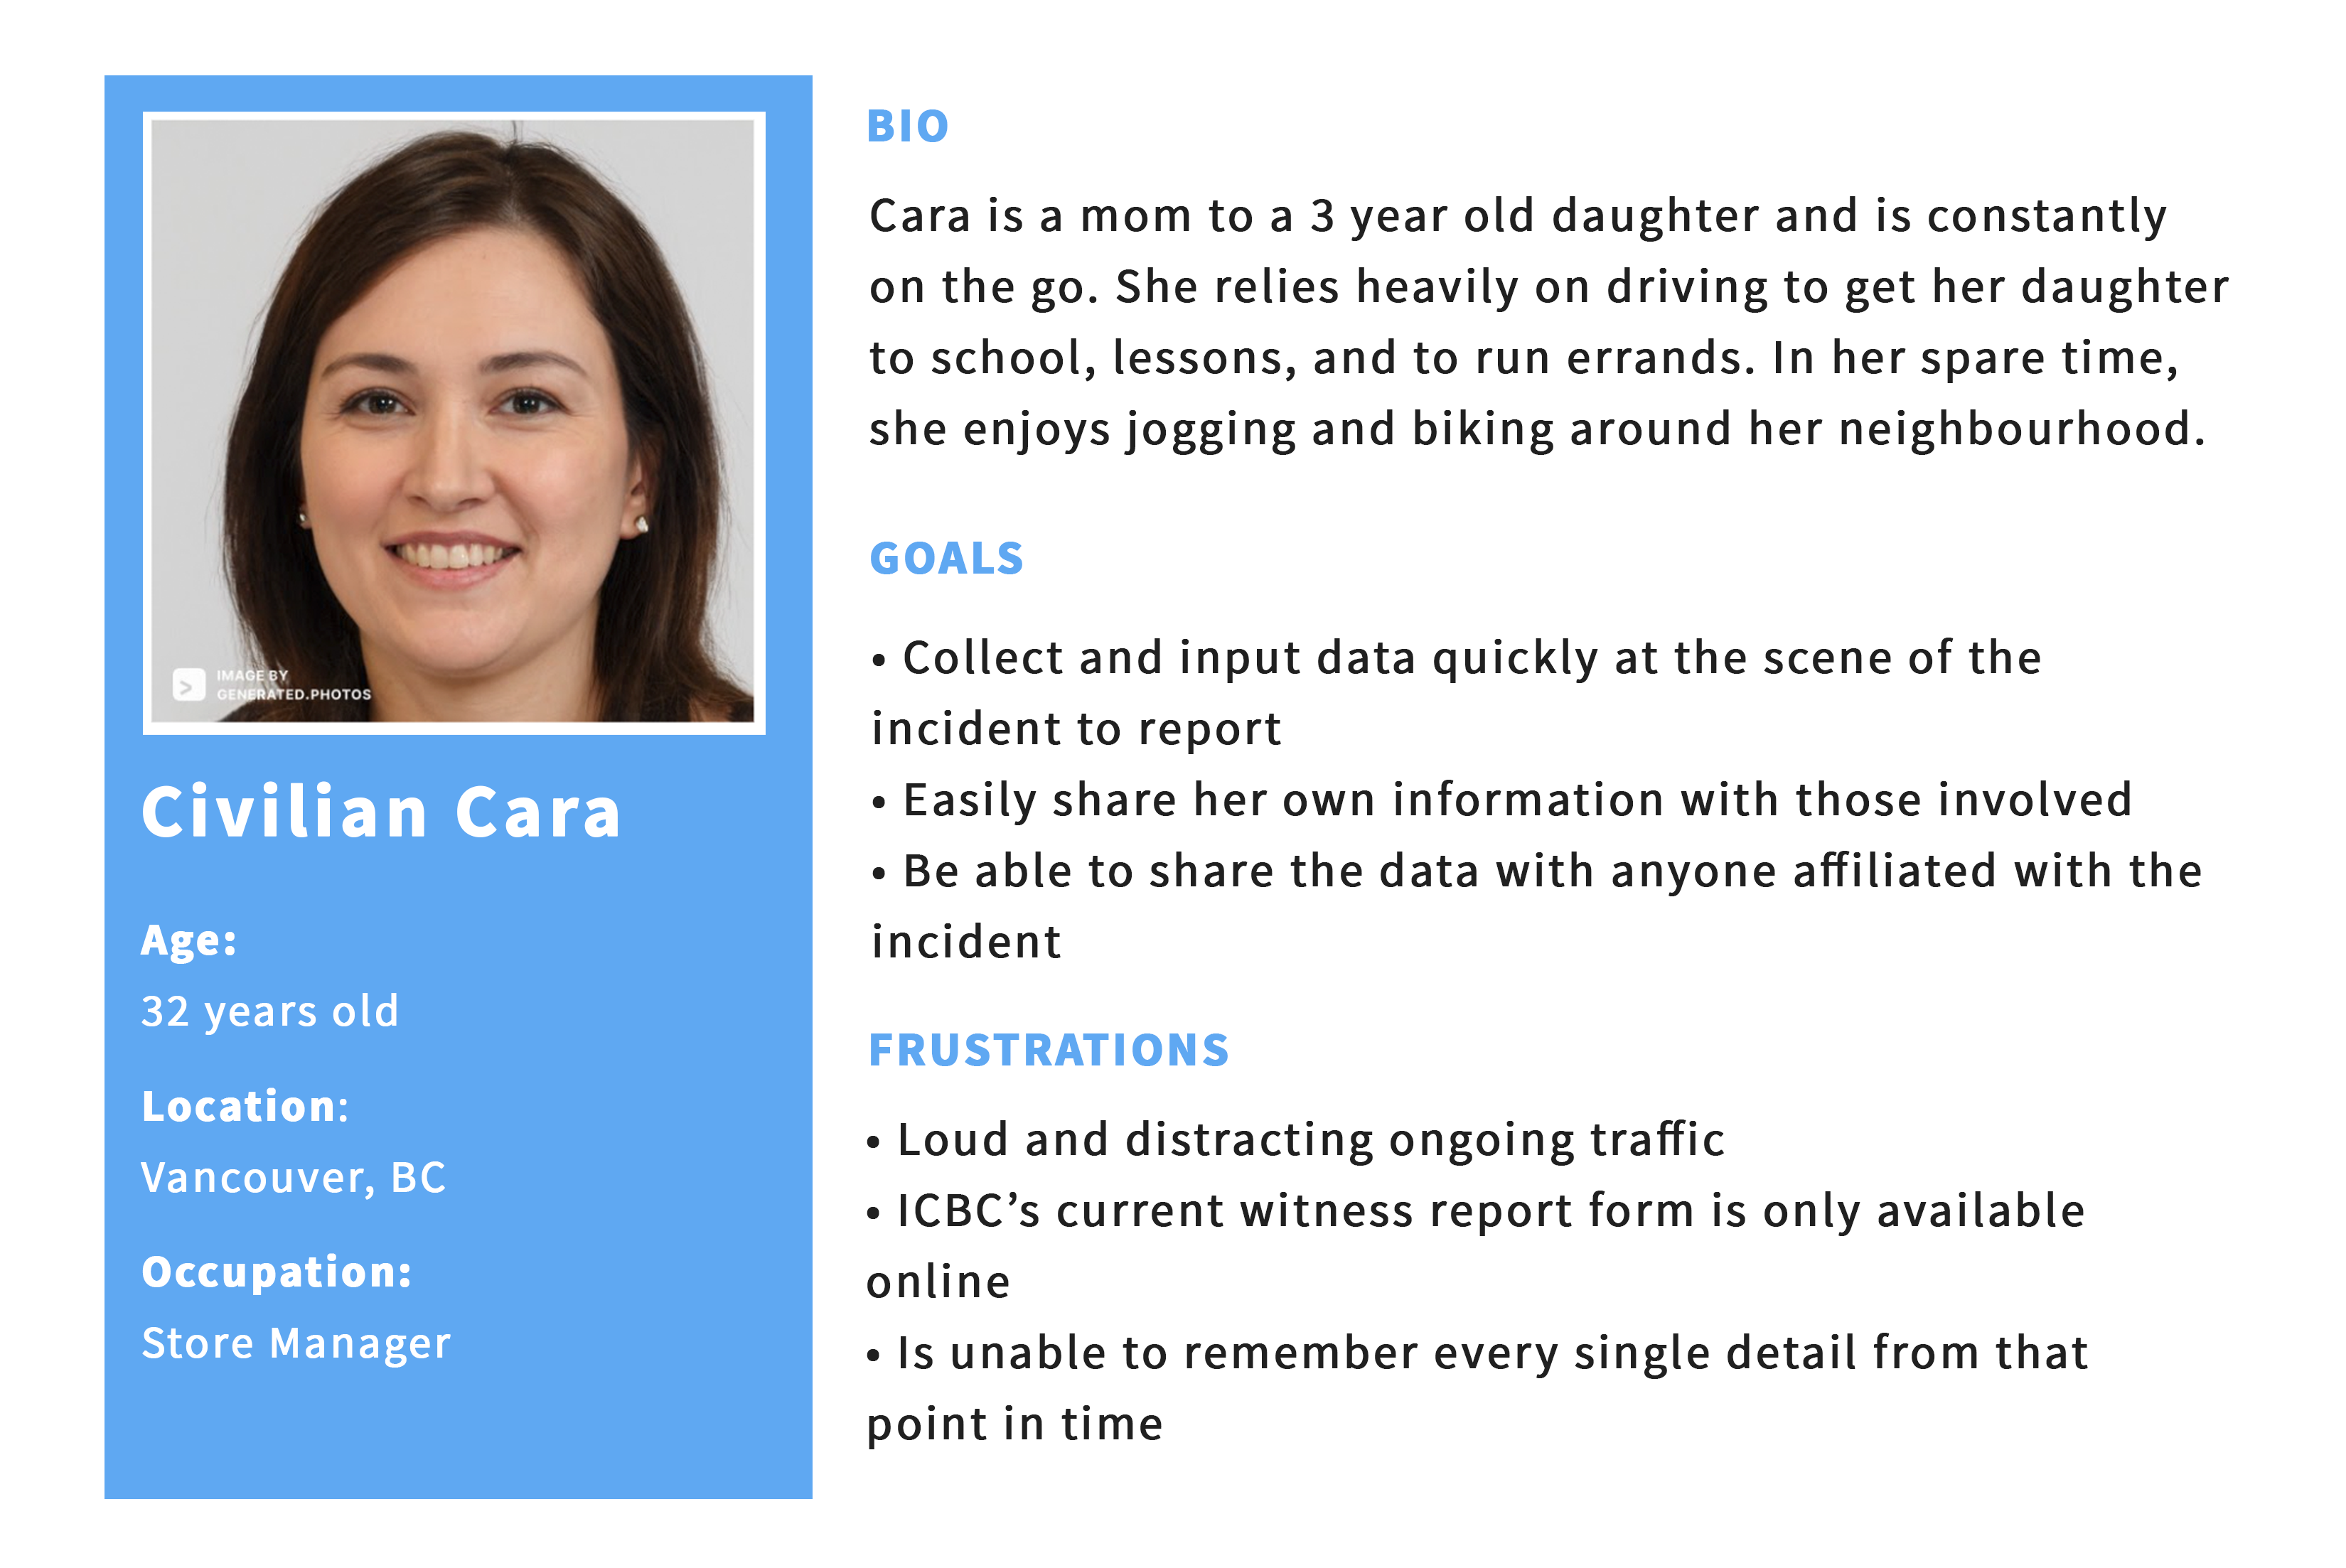 IMAGE BY
GENERATED.PHOTOS
Civilian Cara
Age:
32 years old
Location:
Vancouver, BC
Occupation:
Store Manager
BIO
Cara is a mom to a 3 year old daughter and is constantly
on the go. She relies heavily on driving to get her daughter
to school, lessons, and to run errands. In her spare time,
she enjoys jogging and biking around her neighbourhood.
GOALS
• Collect and input data quickly at the scene of the
incident to report
• Easily share her own information with those involved
• Be able to share the data with anyone affiliated with the
incident
FRUSTRATIONS
• Loud and distracting ongoing traffic
• ICBC’s current witness report form is only available
online
• Is unable to remember every single detail from that
point in time